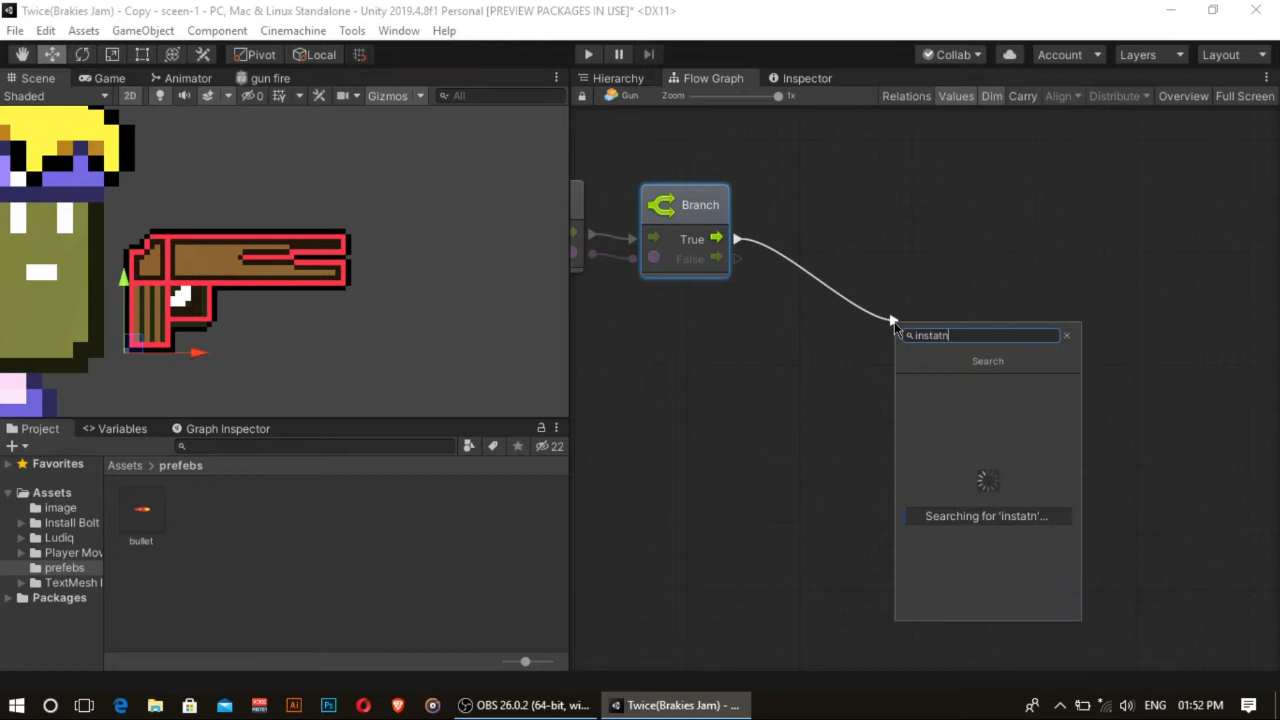 Twice(Brakies Jam) - Copy - sceen-1 - PC, Mac & Linux Standalone - Unity 2019.4.8f1 Personal [PREVIEW PACKAGES IN USE]* <DX11>
File Edit Assets GameObject Component Cinemachine Tools Window Help
Pivot Local Collab Account Layers Layout
Scene Game Animator gun fire
Hierarchy Flow Graph Inspector
Shaded 2D 0 Gizmos All
Gun Zoom 1x Relations Values Dim Carry Align Distribute Overview Full Screen
Branch
True
False
instatn
Search
Searching for 'instatn'...
Project <> Variables Graph Inspector
22
Favorites
Assets > prefebs
Assets
image
Install Bolt
Ludiq
Player Mov
prefebs
TextMesh
Packages
bullet
OBS 26.0.2 (64-bit, wi...
Twice(Brakies Jam) - ...
ENG 01:52 PM